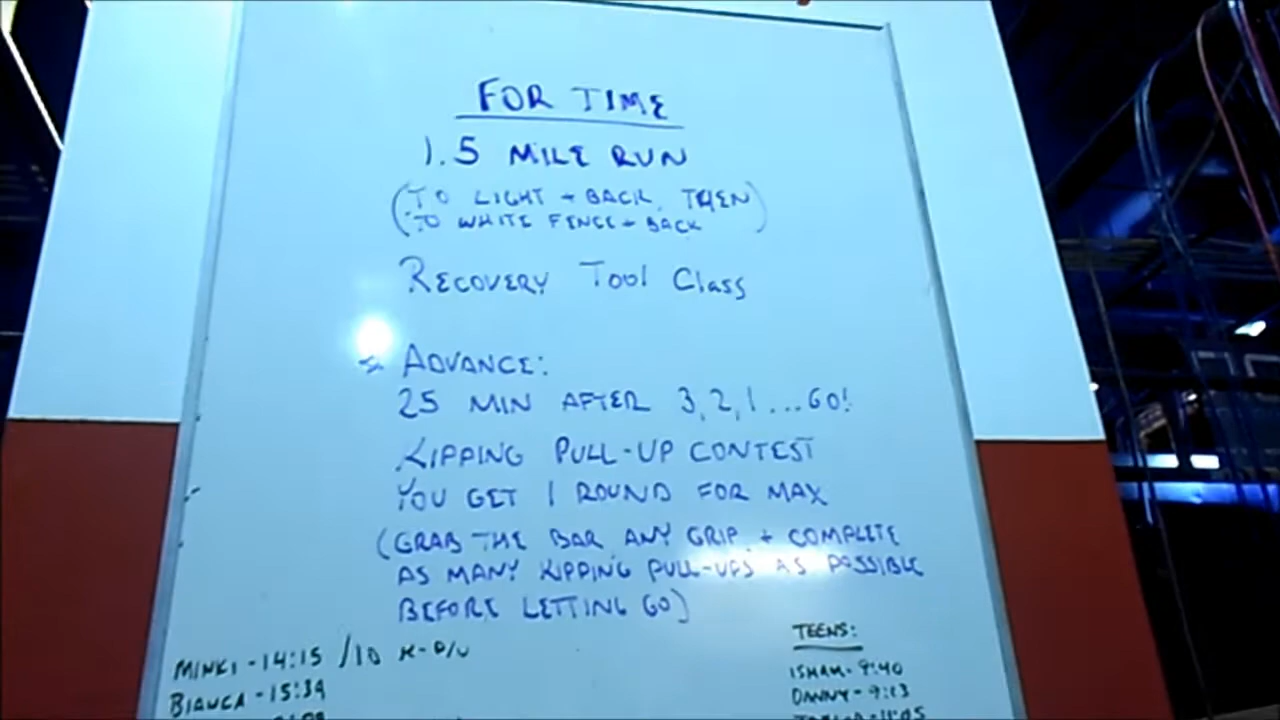 FOR TIME
1.5 MILE RUN
(TO LIGHT + BACK, THEN
TO WHITE FENCE + BACK)
RECOVERY TOOL CLASS
ADVANCE:
25 MIN AFTER 3, 2, 1 ... GO!
KIPPING PULL-UP CONTEST
YOU GET 1 ROUND FOR MAX
(GRAB THE BAR ANY GRIP + COMPLETE
AS MANY KIPPING PULL-UPS AS POSSIBLE
BEFORE LETTING GO)
MINKI - 14:15 /10 K-P/U
BIANCA - 15:39
TEENS:
ISHAM - 9:40
DANNY - 9:13